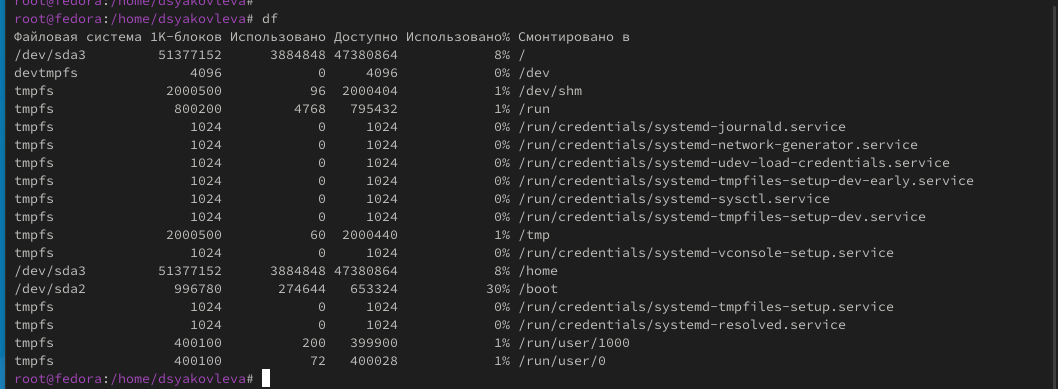 root@fedora:/home/dsyakovleva#
root@fedora:/home/dsyakovleva# df
Файловая система 1K-блоков Использовано Доступно Использовано% Смонтировано в
/dev/sda3         51377152      3884848 47380864            8% /
devtmpfs              4096            0     4096            0% /dev
tmpfs              2000500           96  2000404            1% /dev/shm
tmpfs               800200         4768   795432            1% /run
tmpfs                 1024            0     1024            0% /run/credentials/systemd-journald.service
tmpfs                 1024            0     1024            0% /run/credentials/systemd-network-generator.service
tmpfs                 1024            0     1024            0% /run/credentials/systemd-udev-load-credentials.service
tmpfs                 1024            0     1024            0% /run/credentials/systemd-tmpfiles-setup-dev-early.service
tmpfs                 1024            0     1024            0% /run/credentials/systemd-sysctl.service
tmpfs                 1024            0     1024            0% /run/credentials/systemd-tmpfiles-setup-dev.service
tmpfs              2000500           60  2000440            1% /tmp
tmpfs                 1024            0     1024            0% /run/credentials/systemd-vconsole-setup.service
/dev/sda3         51377152      3884848 47380864            8% /home
/dev/sda2           996780       274644   653324           30% /boot
tmpfs                 1024            0     1024            0% /run/credentials/systemd-tmpfiles-setup.service
tmpfs                 1024            0     1024            0% /run/credentials/systemd-resolved.service
tmpfs               400100          200   399900            1% /run/user/1000
tmpfs               400100           72   400028            1% /run/user/0
root@fedora:/home/dsyakovleva#